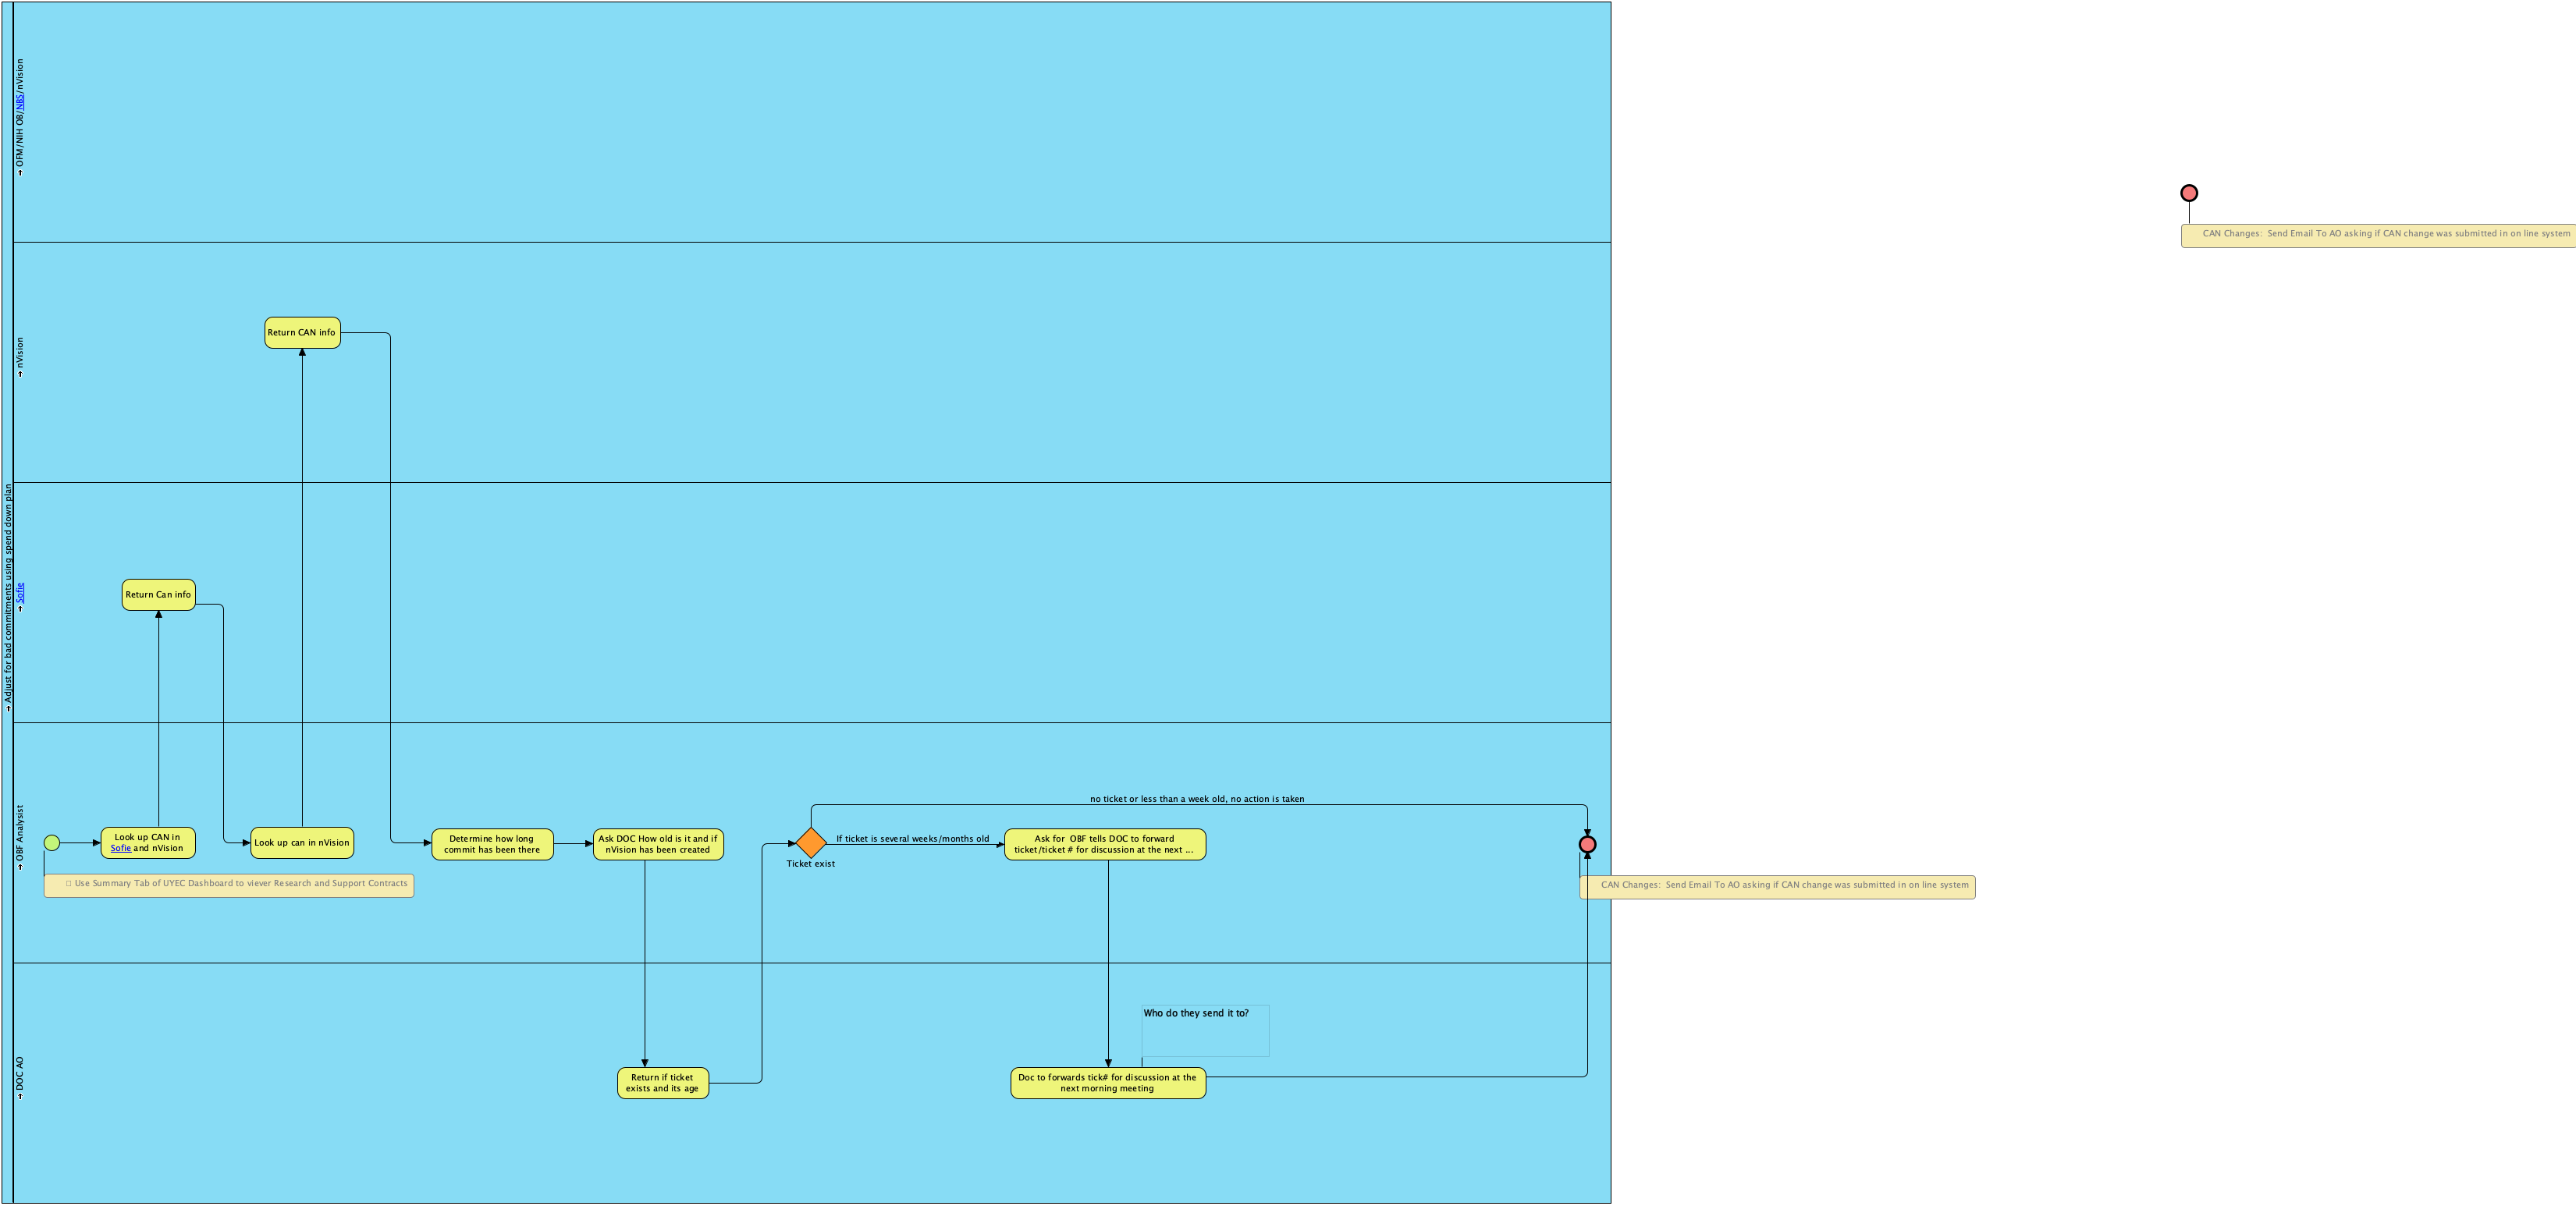 Adjust for bad commitments using spend down plan
OFM/NIH OB/NBS/nVision
nVision
Sofie
OBF Analysist
DOC AO
CAN Changes:  Send Email To AO asking if CAN change was submitted in on line system
Return CAN info
Return Can info
Look up CAN in
Sofie and nVision
Look up can in nVision
Determine how long
commit has been there
Ask DOC How old is it and if
nVision has been created
Ticket exist
no ticket or less than a week old, no action is taken
If ticket is several weeks/months old
Ask for  OBF tells DOC to forward
ticket/ticket # for discussion at the next ...
Use Summary Tab of UYEC Dashboard to viever Research and Support Contracts
CAN Changes:  Send Email To AO asking if CAN change was submitted in on line system
Who do they send it to?
Return if ticket
exists and its age
Doc to forwards tick# for discussion at the
next morning meeting